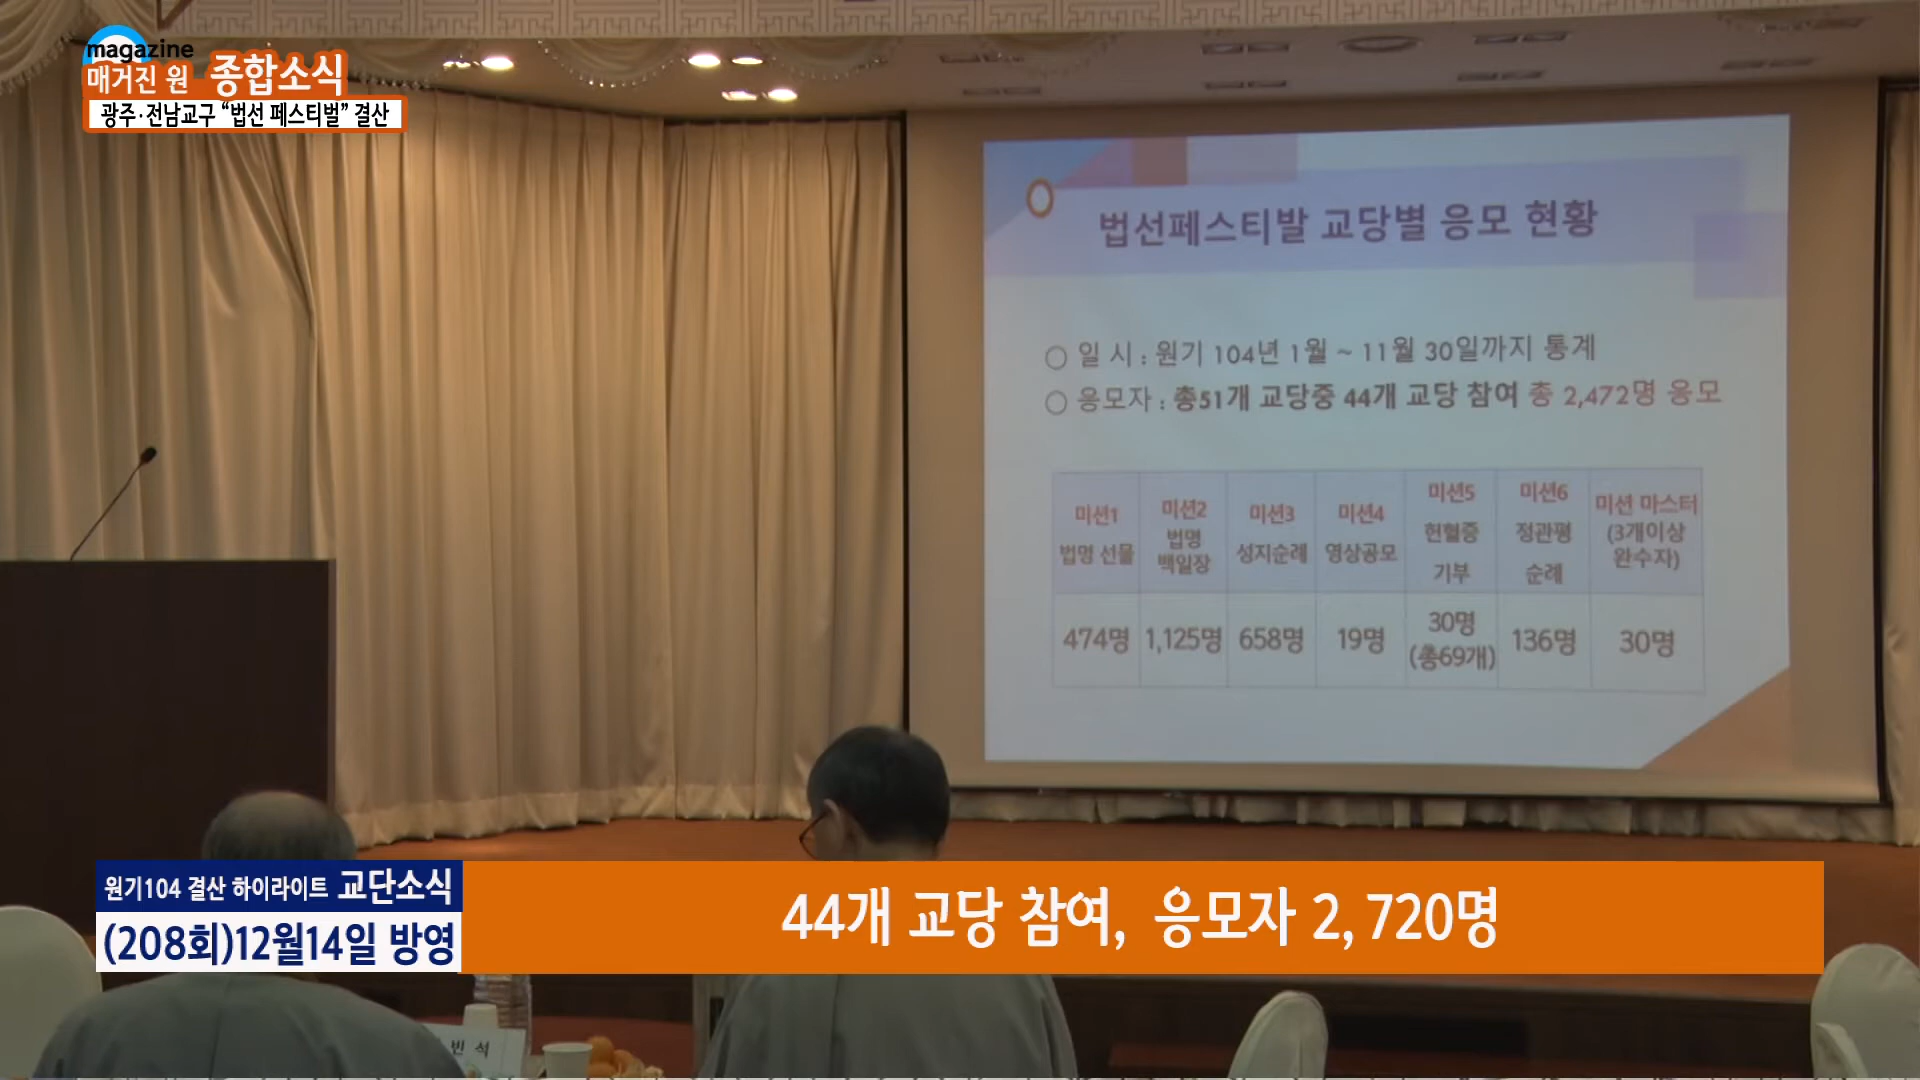 magazine
매거진 원 종합소식
광주·전남교구 “법선 페스티벌” 결산
법선페스티발 교당별 응모 현황
○ 일 시 : 원기 104년 1월 ~ 11월 30일까지 통계
○ 응모자 : 총51개 교당중 44개 교당 참여 총 2,472명 응모
미션1
법명 선물
미션2
법명
백일장
미션3
성지순례
미션4
영상공모
미션5
헌혈증
기부
미션6
정관평
순례
미션 마스터
(3개이상
완수자)
474명
1,125명
658명
19명
30명
(총69개)
136명
30명
원기104 결산 하이라이트 교단소식
(208회)12월14일 방영
44개 교당 참여, 응모자 2,720명
빈 석